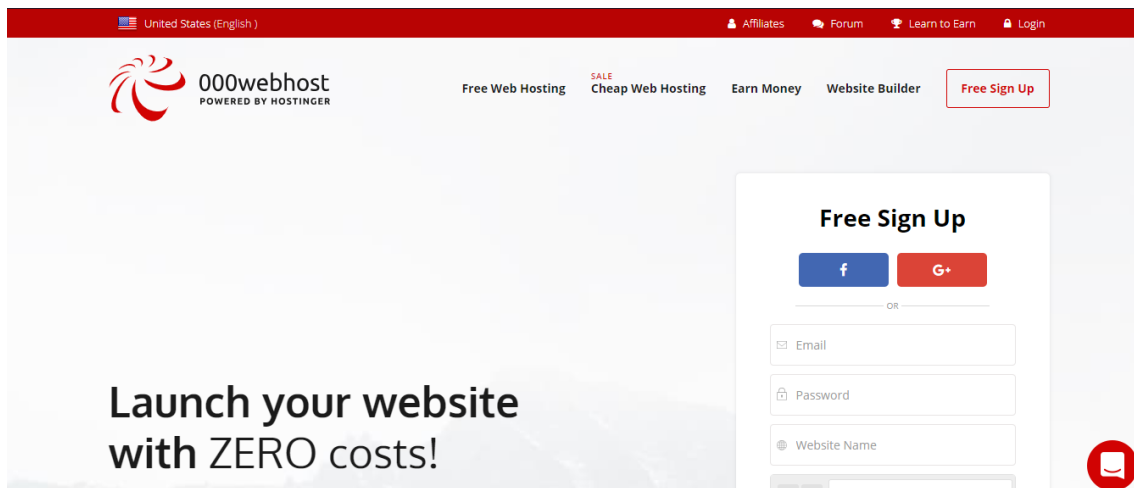 United States (English )
Affiliates
Forum
Learn to Earn
Login
000webhost
POWERED BY HOSTINGER
Free Web Hosting
SALE
Cheap Web Hosting
Earn Money
Website Builder
Free Sign Up
Free Sign Up
f
G+
OR
Email
Password
Website Name
Launch your website
with ZERO costs!